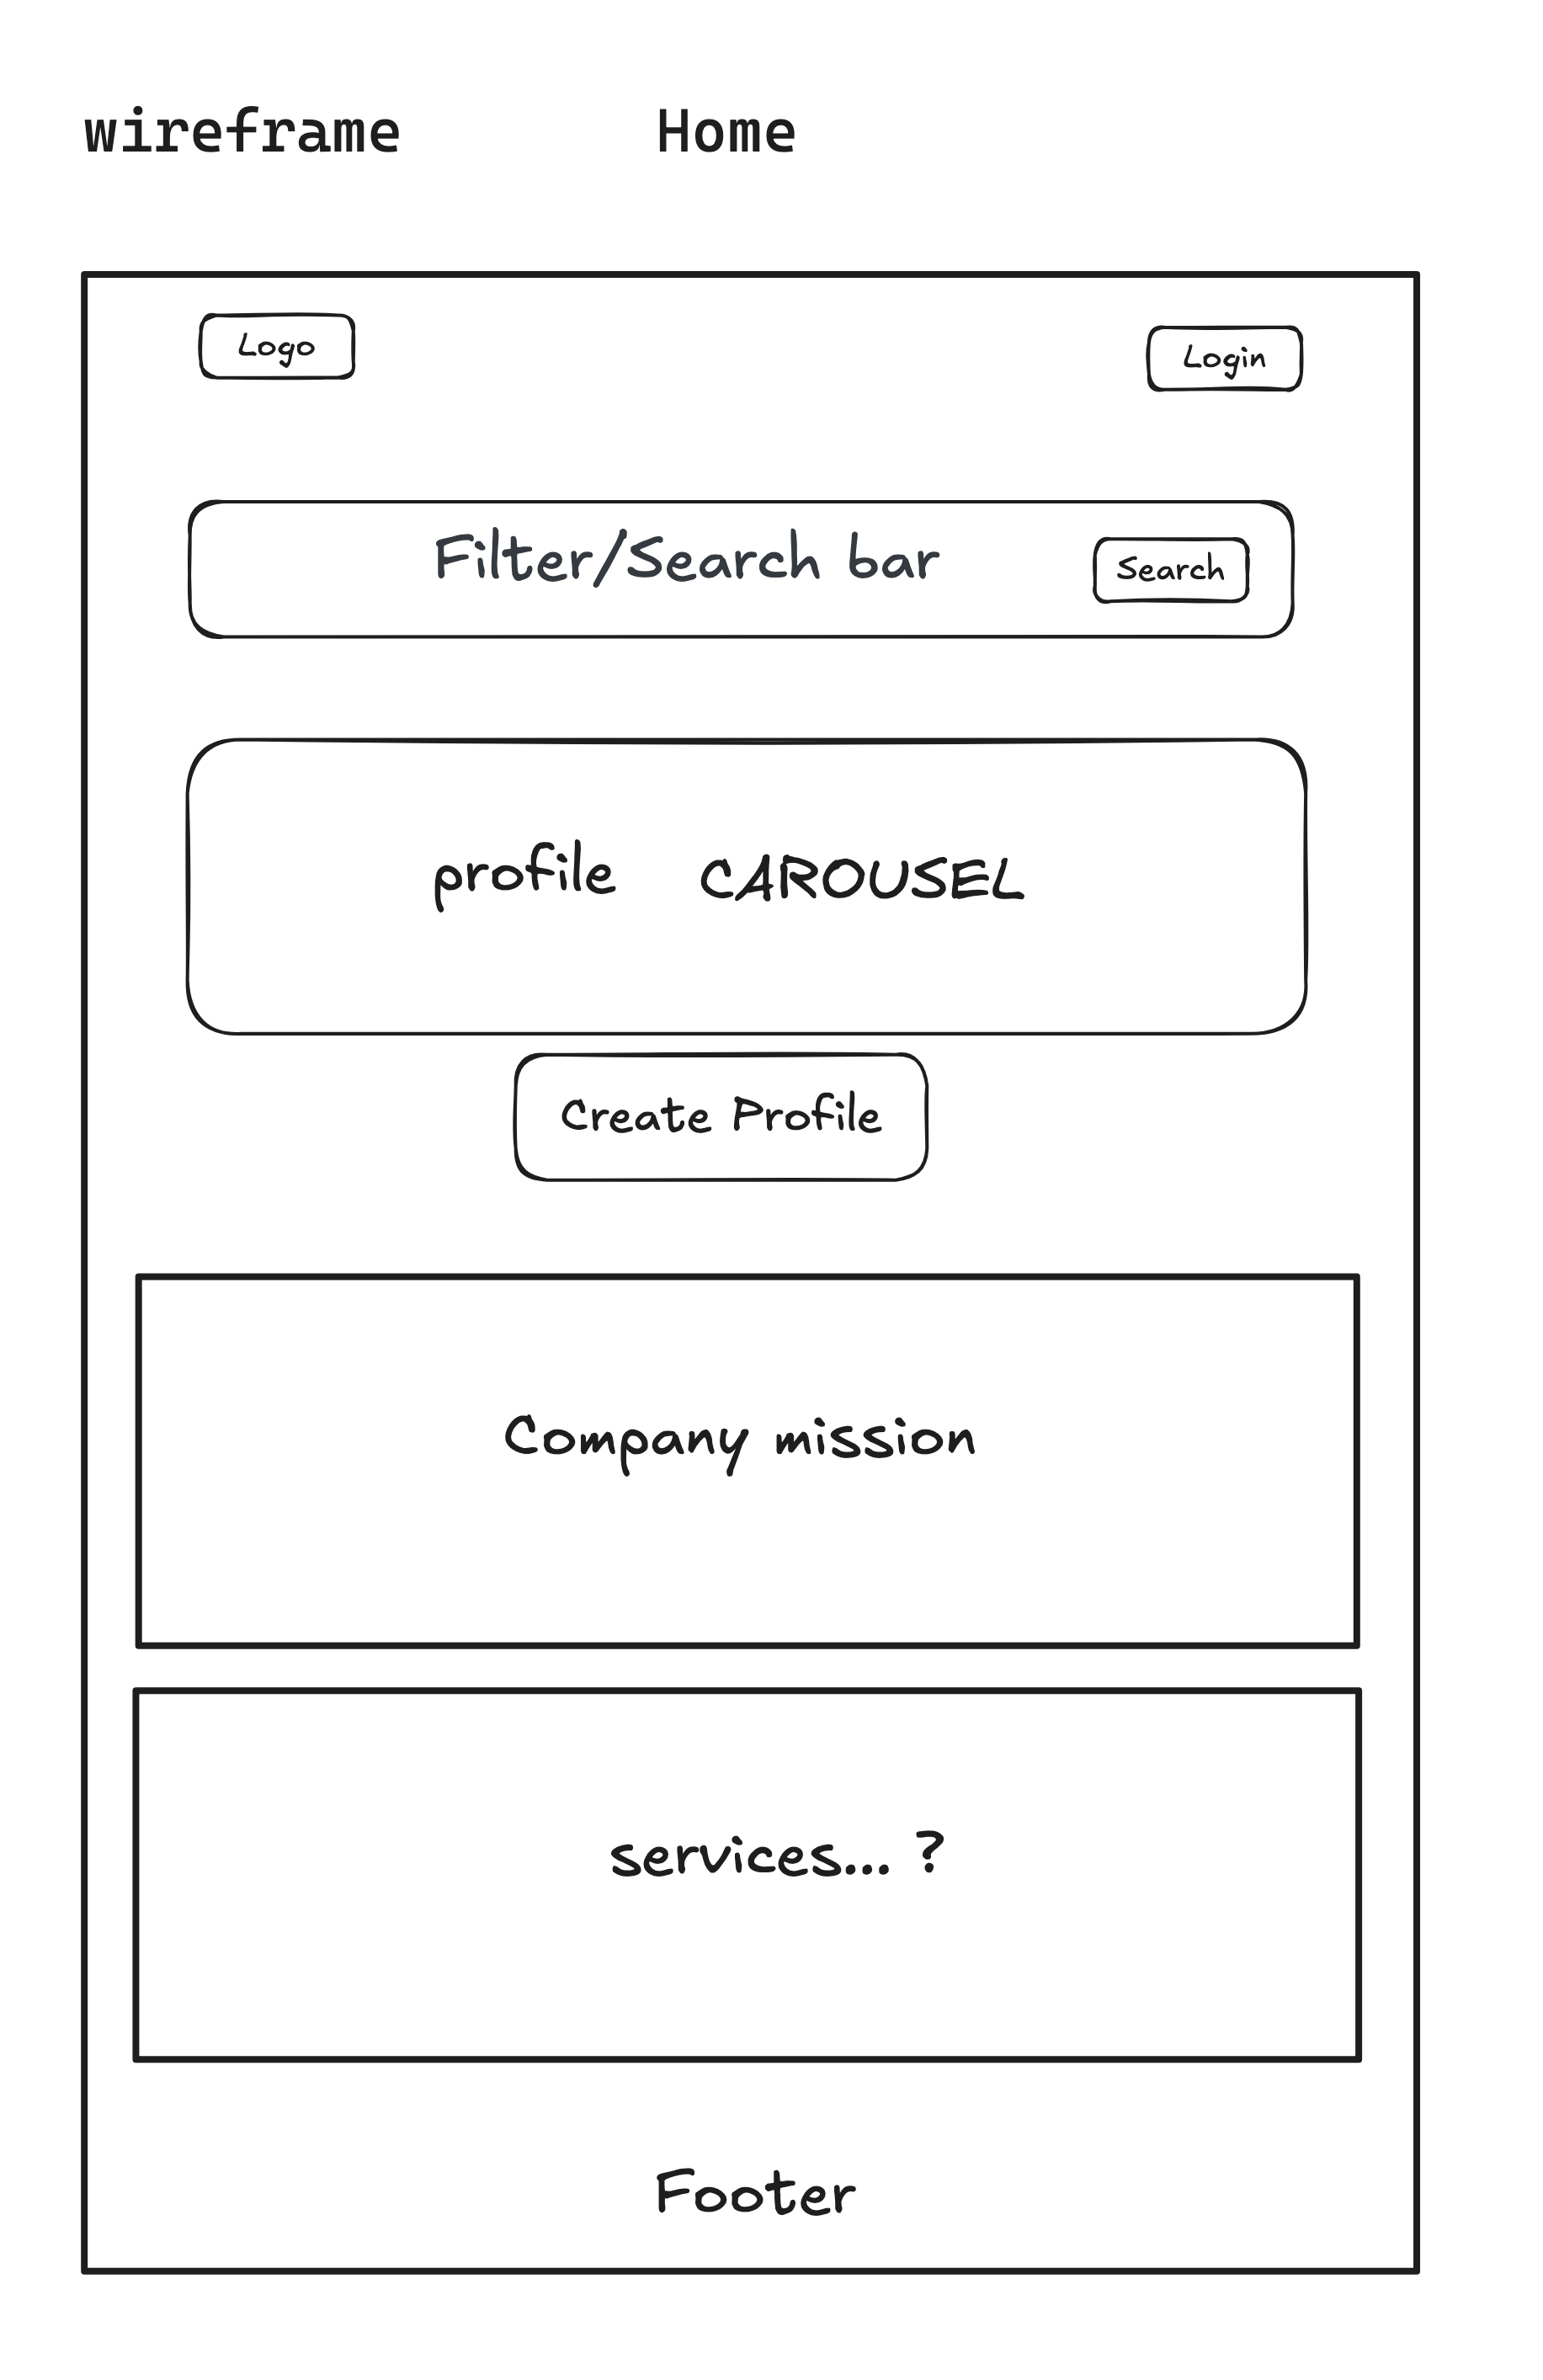 wireframe Home
Logo
Login
Filter/Search bar
Search
profile CAROUSEL
Create Profile
Company mission
services... ?
Footer